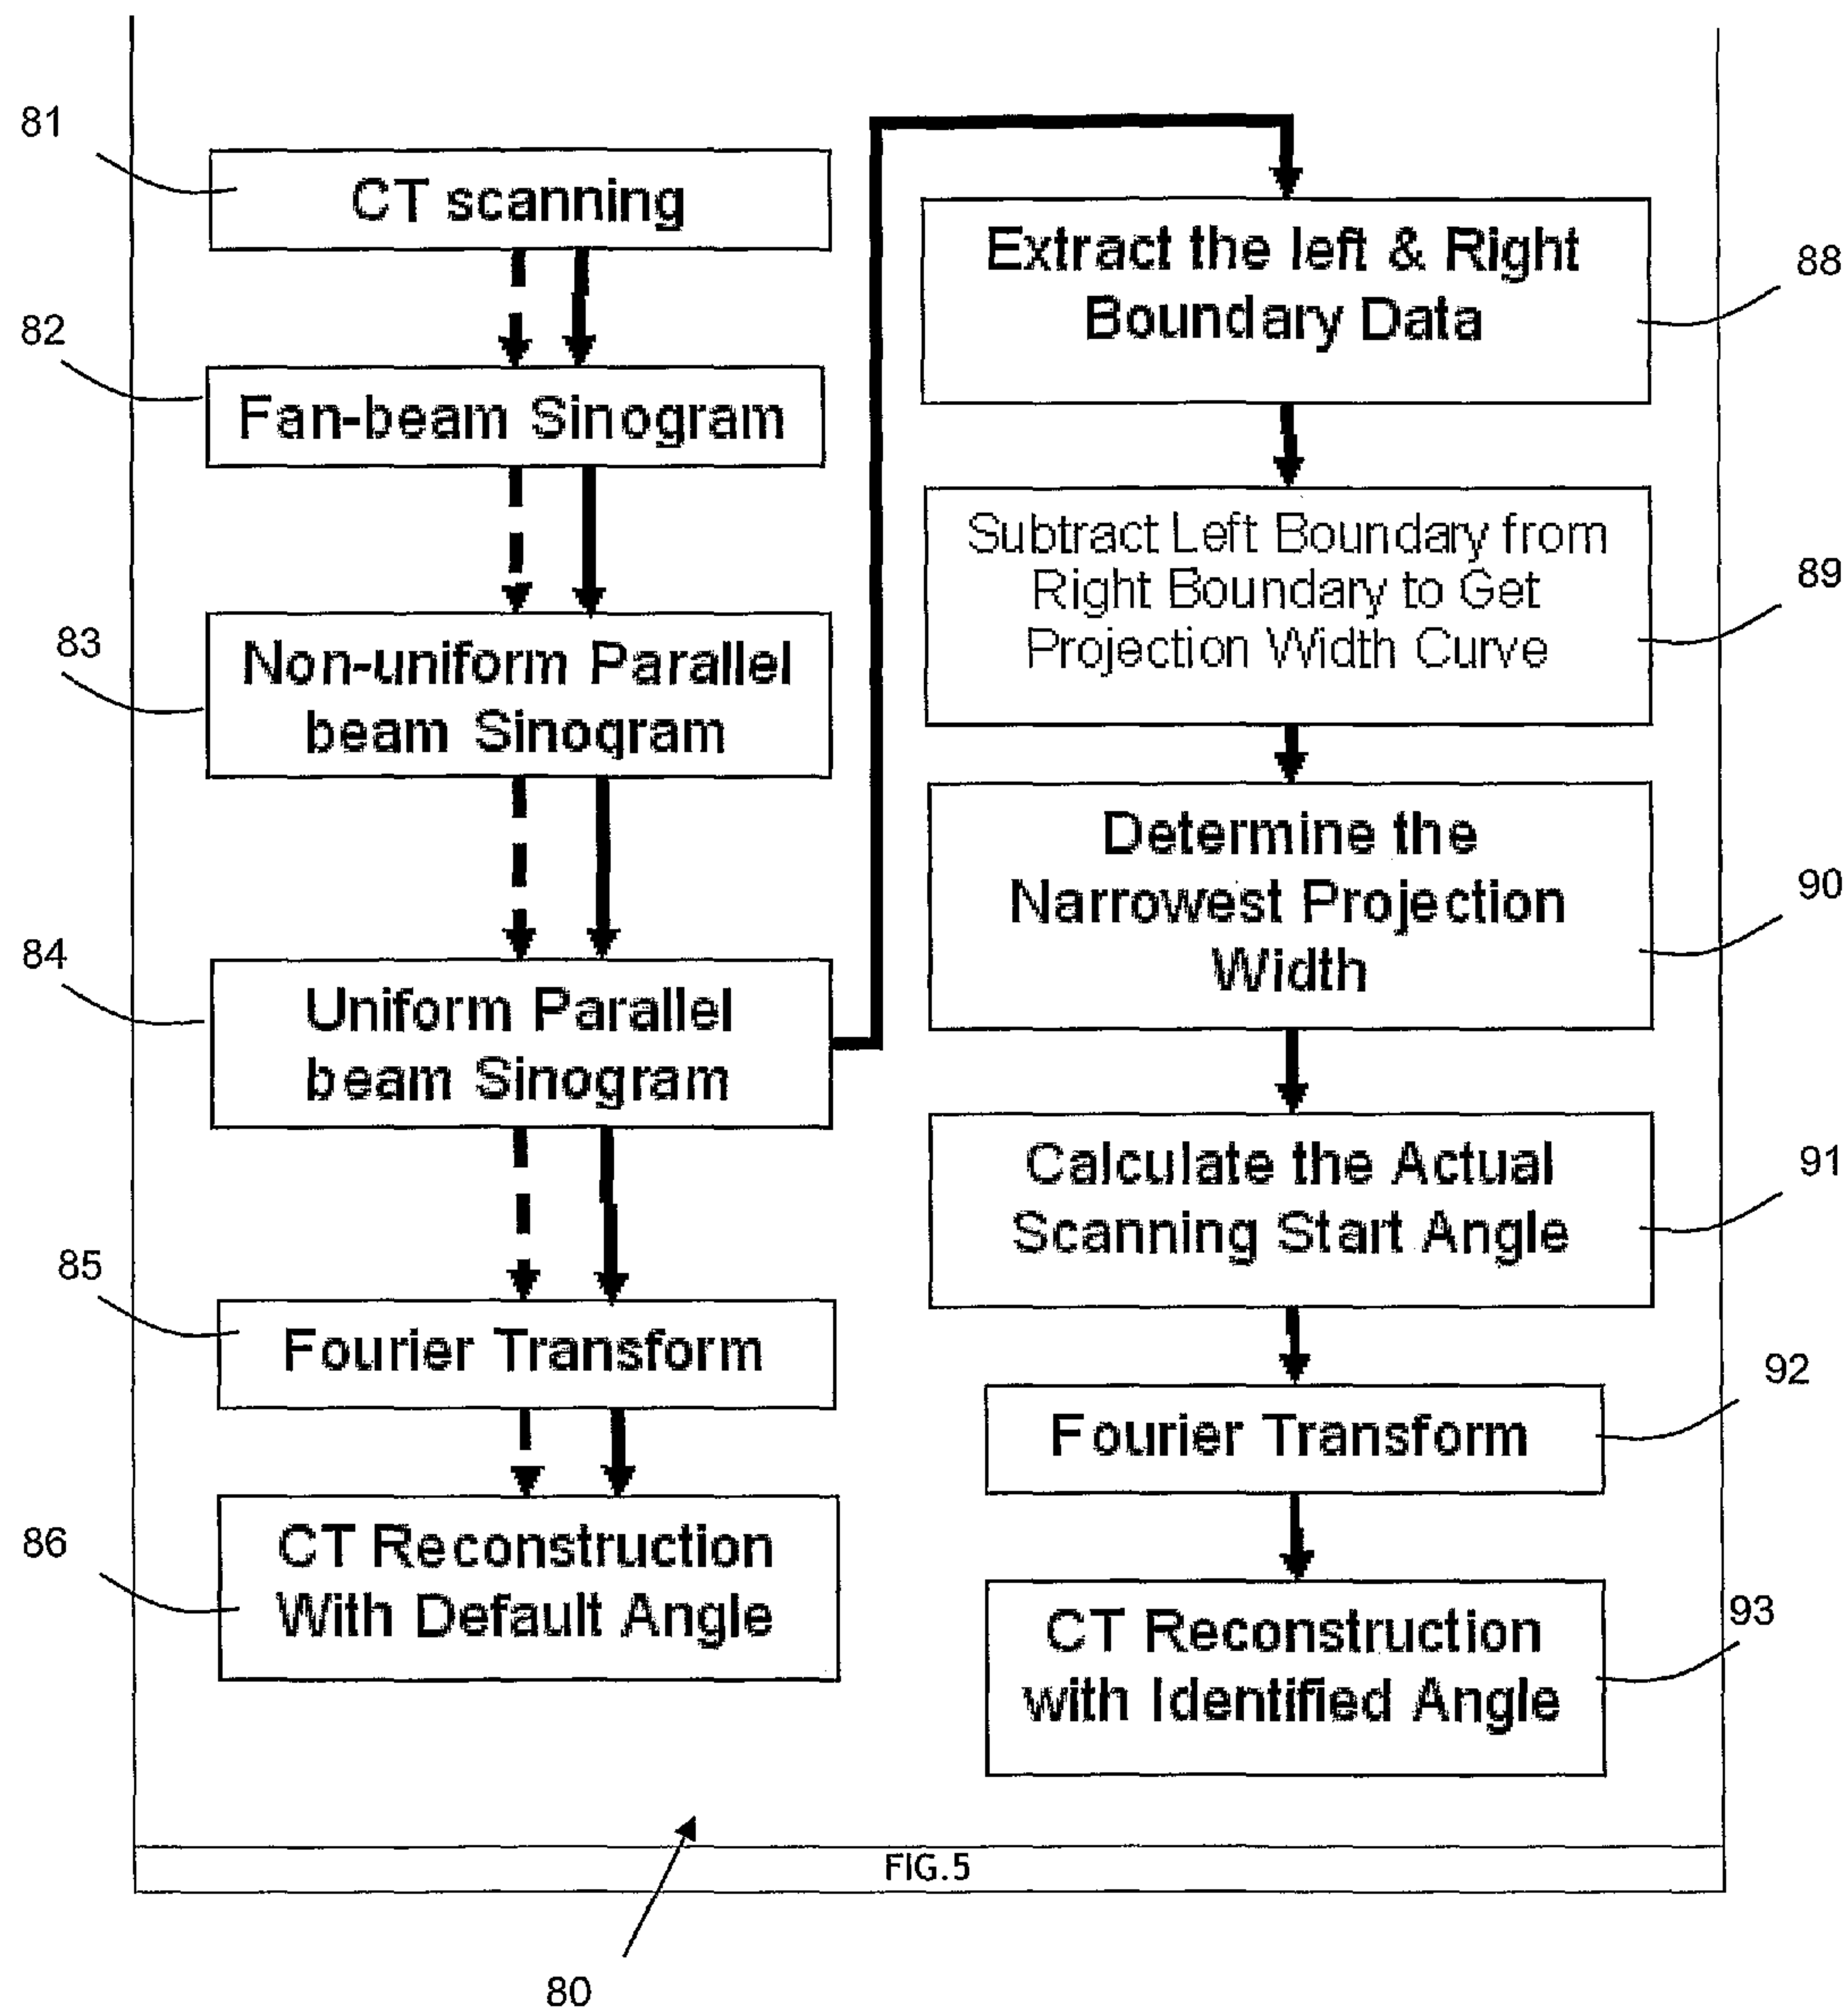 81
CT scanning
82
Fan-beam Sinogram
83
Non-uniform Parallel
beam Sinogram
84
Uniform Parallel
beam Sinogram
85
Fourier Transform
86
CT Reconstruction
With Default Angle
Extract the left & Right
Boundary Data
88
Subtract Left Boundary from
Right Boundary to Get
Projection Width Curve
89
Determine the
Narrowest Projection
Width
90
Calculate the Actual
Scanning Start Angle
91
Fourier Transform
92
CT Reconstruction
with Identified Angle
93
FIG.5
80